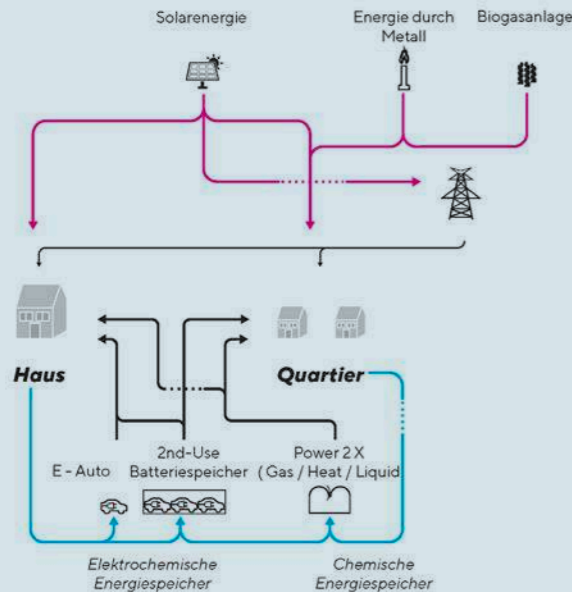 Solarenergie
Energie durch
Metall
Biogasanlage
Haus
Quartier
E - Auto
2nd-Use
Batteriespeicher
Power 2 X
( Gas / Heat / Liquid
Elektrochemische
Energiespeicher
Chemische
Energiespeicher